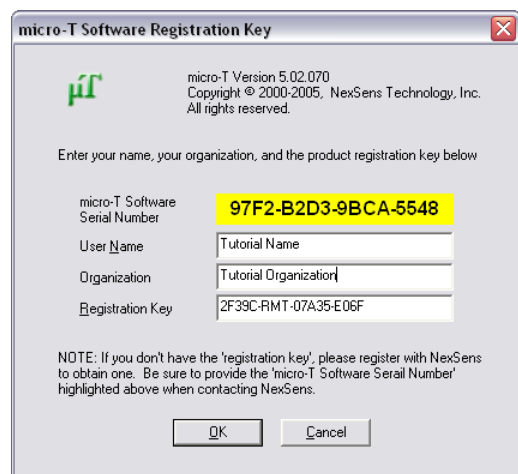 micro-T Software Registration Key
µT
micro-T Version 5.02.070
Copyright © 2000-2005, NexSens Technology, Inc.
All rights reserved.
Enter your name, your organization, and the product registration key below
micro-T Software
Serial Number
97F2-B2D3-9BCA-5548
User Name
Tutorial Name
Organization
Tutorial Organization
Registration Key
2F39C-RMT-07A35-E06F
NOTE: If you don't have the 'registration key', please register with NexSens
to obtain one. Be sure to provide the 'micro-T Software Serail Number'
highlighted above when contacting NexSens.
OK
Cancel